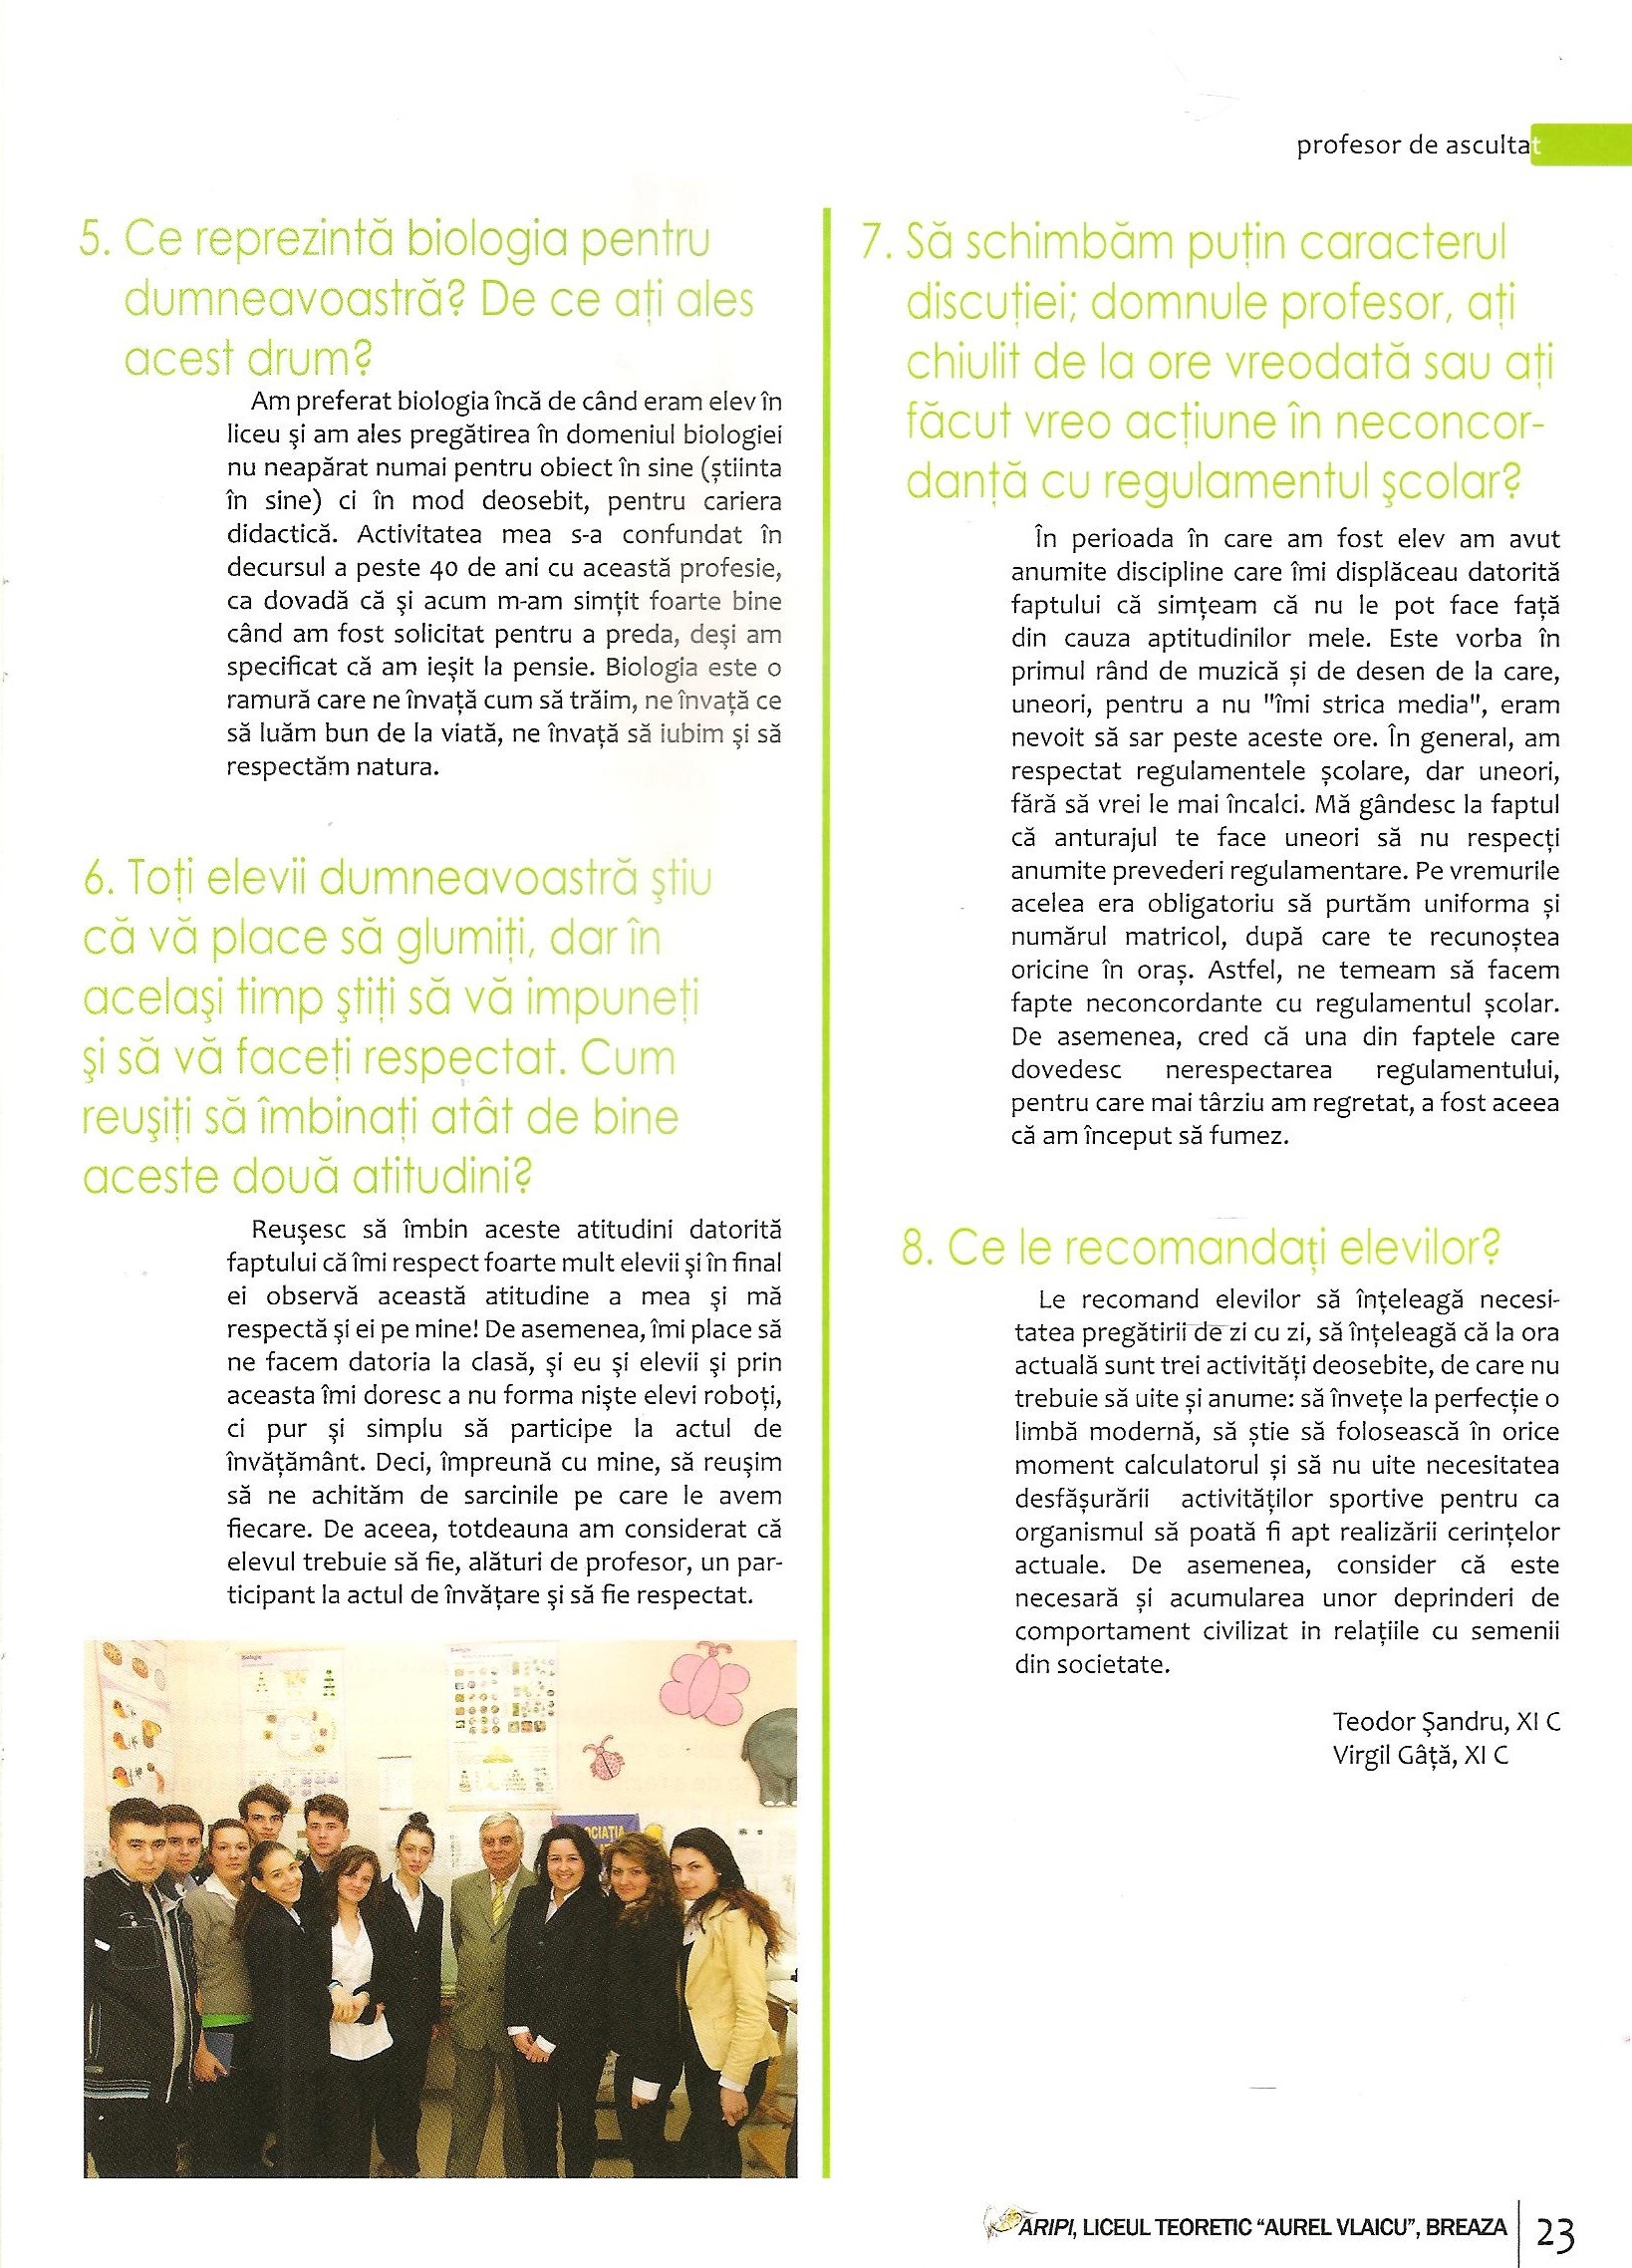 profesor de ascultat
5. Ce reprezintă biologia pentru
dumneavoastră? De ce ați ales
acest drum?
Am preferat biologia încă de când eram elev în
liceu şi am ales pregătirea în domeniul biologiei
nu neapărat numai pentru obiect în sine (știinta
în sine) ci în mod deosebit, pentru cariera
didactică. Activitatea mea s-a confundat în
decursul a peste 40 de ani cu această profesie,
ca dovadă că şi acum m-am simțit foarte bine
când am fost solicitat pentru a preda, deşi am
specificat că am ieşit la pensie. Biologia este o
ramură care ne învață cum să trăim, ne învață ce
să luăm bun de la viată, ne învață să iubim şi să
respectăm natura.
6. Toți elevii dumneavoastră ştiu
că vă place să glumiți, dar în
acelaşi timp ştiți să vă impuneți
şi să vă faceți respectat. Cum
reuşiți să îmbinați atât de bine
aceste două atitudini?
Reuşesc să îmbin aceste atitudini datorită
faptului că îmi respect foarte mult elevii şi în final
ei observă această atitudine a mea şi mă
respectă şi ei pe mine! De asemenea, îmi place să
ne facem datoria la clasă, şi eu şi elevii şi prin
aceasta îmi doresc a nu forma nişte elevi roboți,
ci pur şi simplu să participe la actul de
învățământ. Deci, împreună cu mine, să reuşim
să ne achităm de sarcinile pe care le avem
fiecare. De aceea, totdeauna am considerat că
elevul trebuie să fie, alături de profesor, un par-
ticipant la actul de învățare şi să fie respectat.
Biologie
Biologie
OCIAȚIA
7. Să schimbăm puțin caracterul
discuției; domnule profesor, ați
chiulit de la ore vreodată sau ați
făcut vreo acțiune în neconcor-
danță cu regulamentul şcolar?
În perioada în care am fost elev am avut
anumite discipline care îmi displăceau datorită
faptului că simțeam că nu le pot face față
din cauza aptitudinilor mele. Este vorba în
primul rând de muzică și de desen de la care,
uneori, pentru a nu "îmi strica media", eram
nevoit să sar peste aceste ore. În general, am
respectat regulamentele școlare, dar uneori,
fără să vrei le mai încalci. Mă gândesc la faptul
că anturajul te face uneori să nu respecți
anumite prevederi regulamentare. Pe vremurile
acelea era obligatoriu să purtăm uniforma și
numărul matricol, după care te recunoștea
oricine în oraș. Astfel, ne temeam să facem
fapte neconcordante cu regulamentul școlar.
De asemenea, cred că una din faptele care
dovedesc nerespectarea regulamentului,
pentru care mai târziu am regretat, a fost aceea
că am început să fumez.
8. Ce le recomandați elevilor?
Le recomand elevilor să înțeleagă necesi-
tatea pregătirii de zi cu zi, să înțeleagă că la ora
actuală sunt trei activități deosebite, de care nu
trebuie să uite și anume: să învețe la perfecție o
limbă modernă, să știe să folosească în orice
moment calculatorul și să nu uite necesitatea
desfășurării activităților sportive pentru ca
organismul să poată fi apt realizării cerințelor
actuale. De asemenea, consider că este
necesară și acumularea unor deprinderi de
comportament civilizat in relațiile cu semenii
din societate.
Teodor Şandru, XI C
Virgil Gâță, XI C
ARIPI, LICEUL TEORETIC "AUREL VLAICU", BREAZA 23